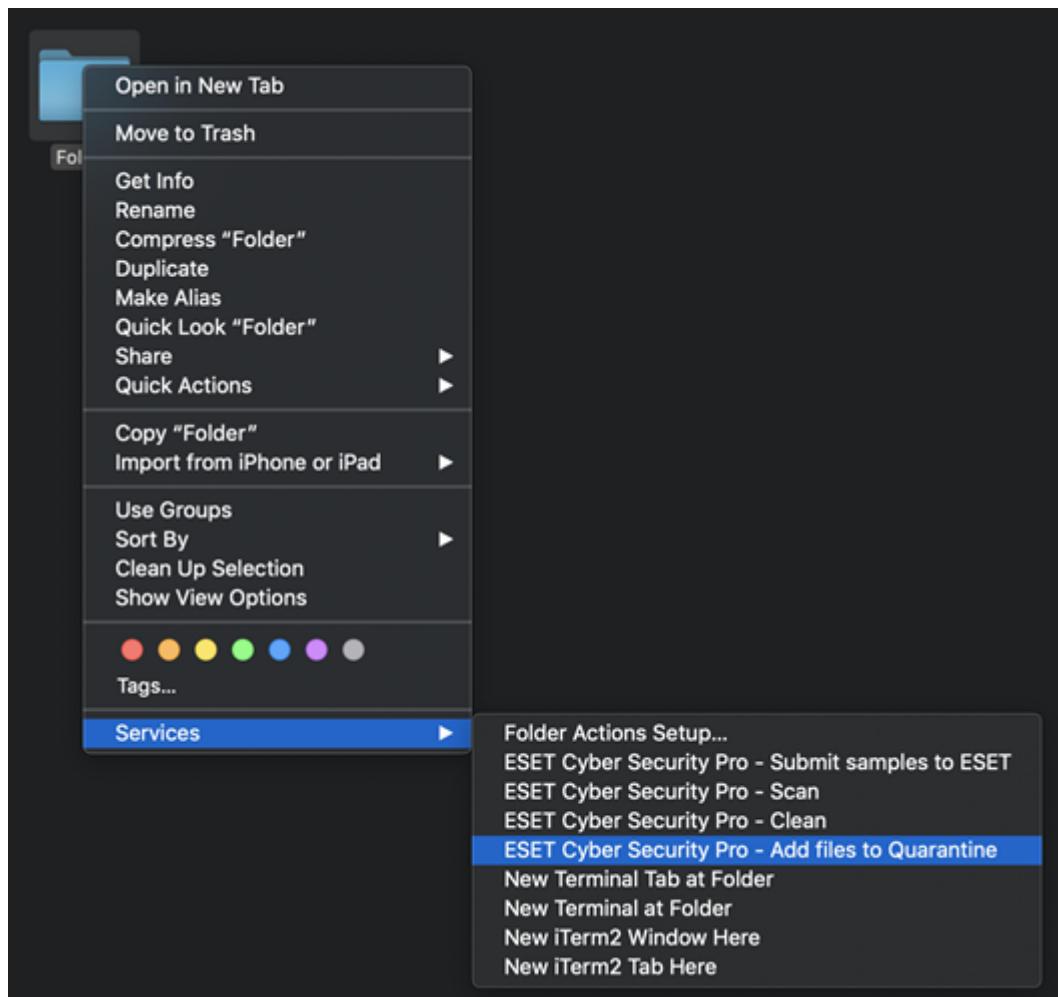 Fol
Open in New Tab
Move to Trash
Get Info
Rename
Compress “Folder”
Duplicate
Make Alias
Quick Look “Folder”
Share
Quick Actions
Copy “Folder”
Import from iPhone or iPad
Use Groups
Sort By
Clean Up Selection
Show View Options
Tags...
Services
Folder Actions Setup...
ESET Cyber Security Pro - Submit samples to ESET
ESET Cyber Security Pro - Scan
ESET Cyber Security Pro - Clean
ESET Cyber Security Pro - Add files to Quarantine
New Terminal Tab at Folder
New Terminal at Folder
New iTerm2 Window Here
New iTerm2 Tab Here